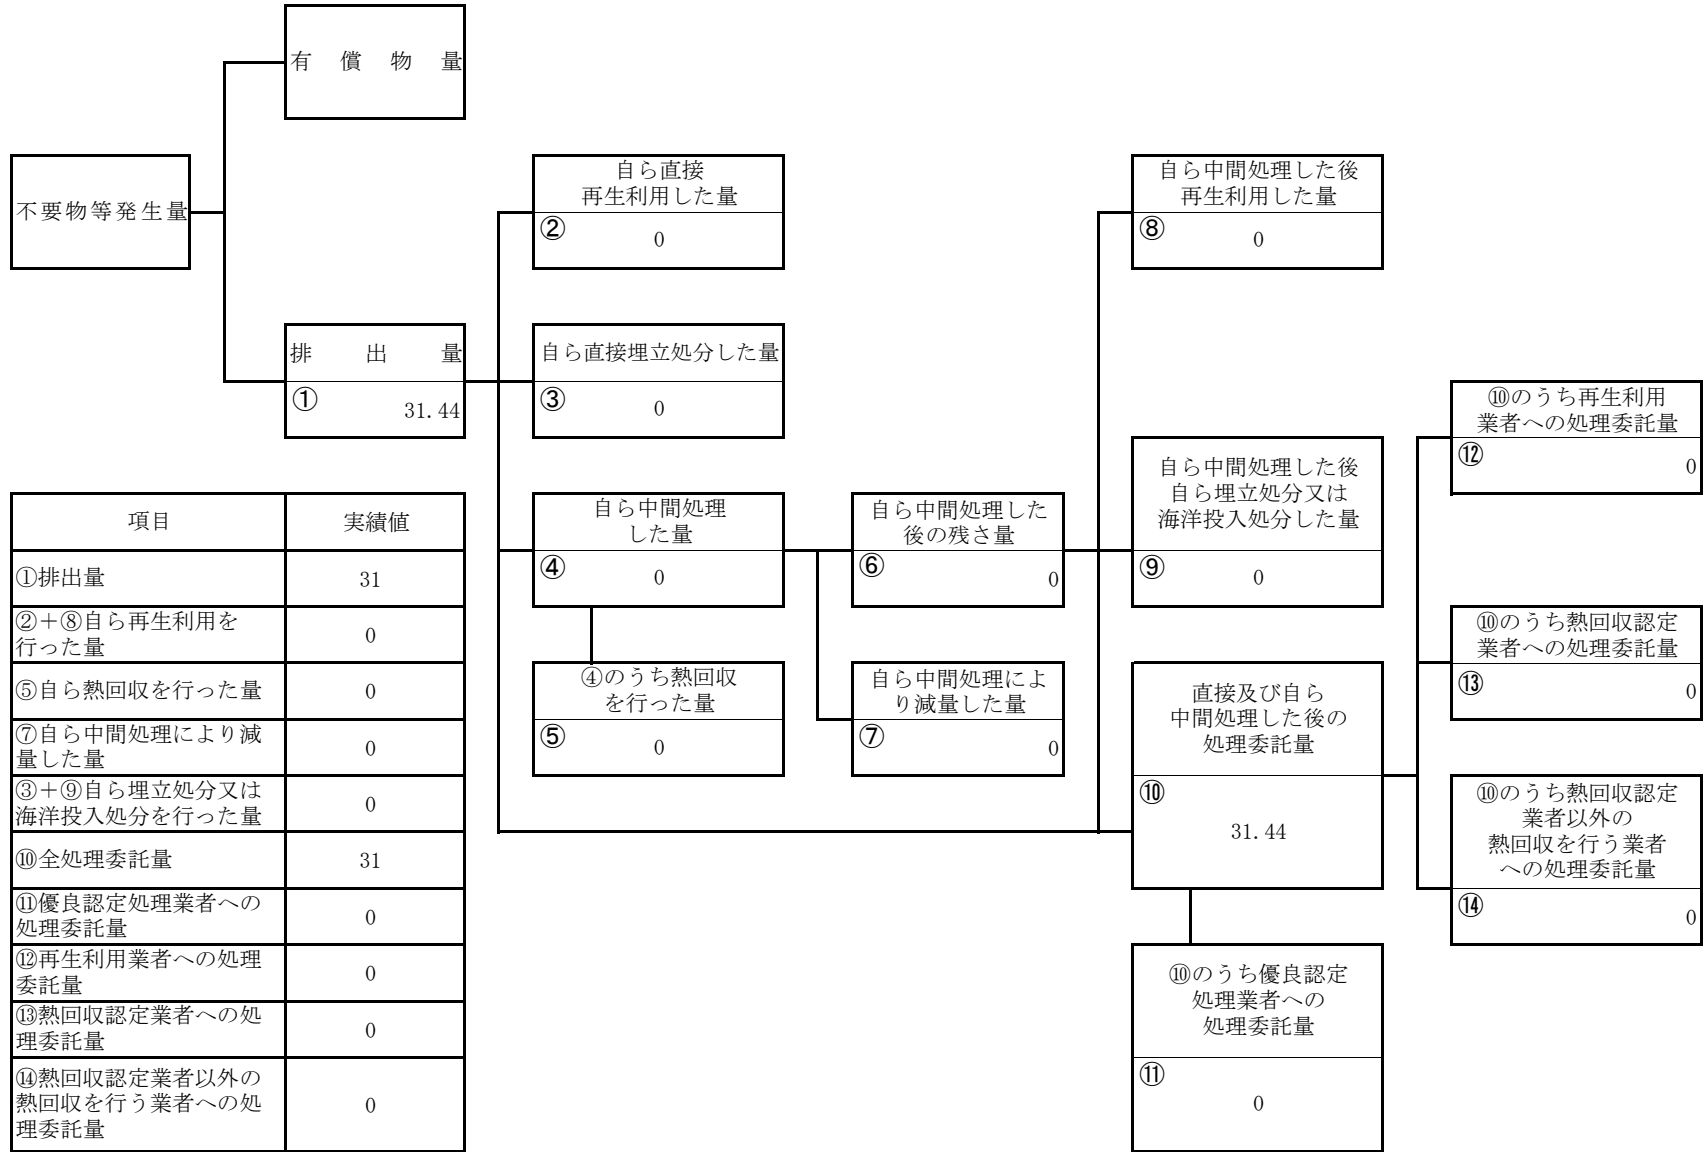 有償物量
不要物等発生量
排出量
①
31.44
自ら直接
再生利用した量
②
0
自ら直接埋立処分した量
③
0
自ら中間処理
した量
④
0
④のうち熱回収
を行った量
⑤
0
自ら中間処理した
後の残さ量
⑥
0
自ら中間処理によ
り減量した量
⑦
0
自ら中間処理した後
再生利用した量
⑧
0
自ら中間処理した後
自ら埋立処分又は
海洋投入処分した量
⑨
0
直接及び自ら
中間処理した後の
処理委託量
⑩
31.44
⑩のうち優良認定
処理業者への
処理委託量
⑪
0
⑩のうち再生利用
業者への処理委託量
⑫
0
⑩のうち熱回収認定
業者への処理委託量
⑬
0
⑩のうち熱回収認定
業者以外の
熱回収を行う業者
への処理委託量
⑭
0
項目 実績値
①排出量 31
②＋⑧自ら再生利用を
行った量
0
⑤自ら熱回収を行った量 0
⑦自ら中間処理により減
量した量
0
③＋⑨自ら埋立処分又は
海洋投入処分を行った量
0
⑩全処理委託量 31
⑪優良認定処理業者への
処理委託量
0
⑫再生利用業者への処理
委託量
0
⑬熱回収認定業者への処
理委託量
0
⑭熱回収認定業者以外の
熱回収を行う業者への処
理委託量
0